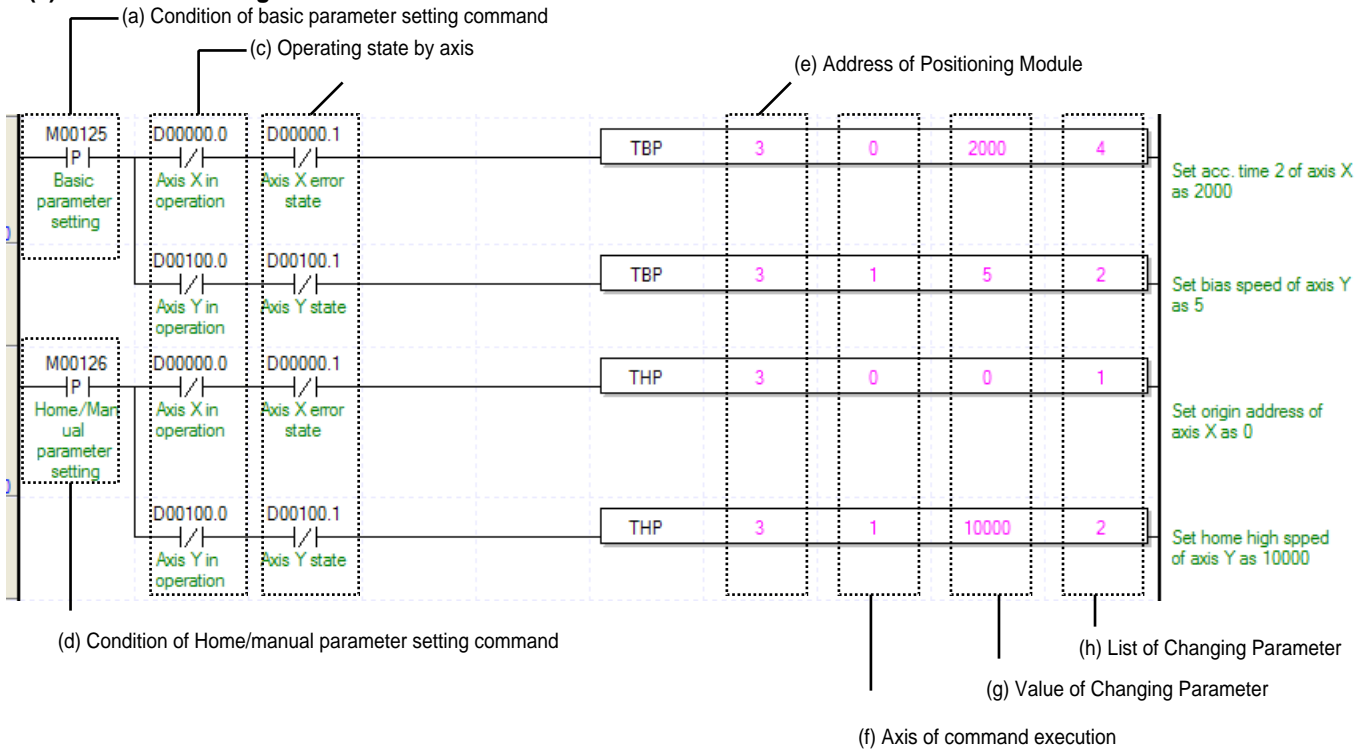 (a) Condition of basic parameter setting command
(c) Operating state by axis
(e) Address of Positioning Module
M00125
D00000.0
D00000.1
P
TBP 3 0 2000 4
Basic
parameter
setting
Axis X in
operation
Axis X error
state
Set acc. time 2 of axis X
as 2000
D00100.0
D00100.1
TBP 3 1 5 2
Axis Y in
operation
Axis Y state
Set bias speed of axis Y
as 5
M00126
D00000.0
D00000.1
P
THP 3 0 0 1
Home/Man
ual
parameter
setting
Axis X in
operation
Axis X error
state
Set origin address of
axis X as 0
D00100.0
D00100.1
THP 3 1 10000 2
Axis Y in
operation
Axis Y state
Set home high spped
of axis Y as 10000
(d) Condition of Home/manual parameter setting command
(h) List of Changing Parameter
(g) Value of Changing Parameter
(f) Axis of command execution